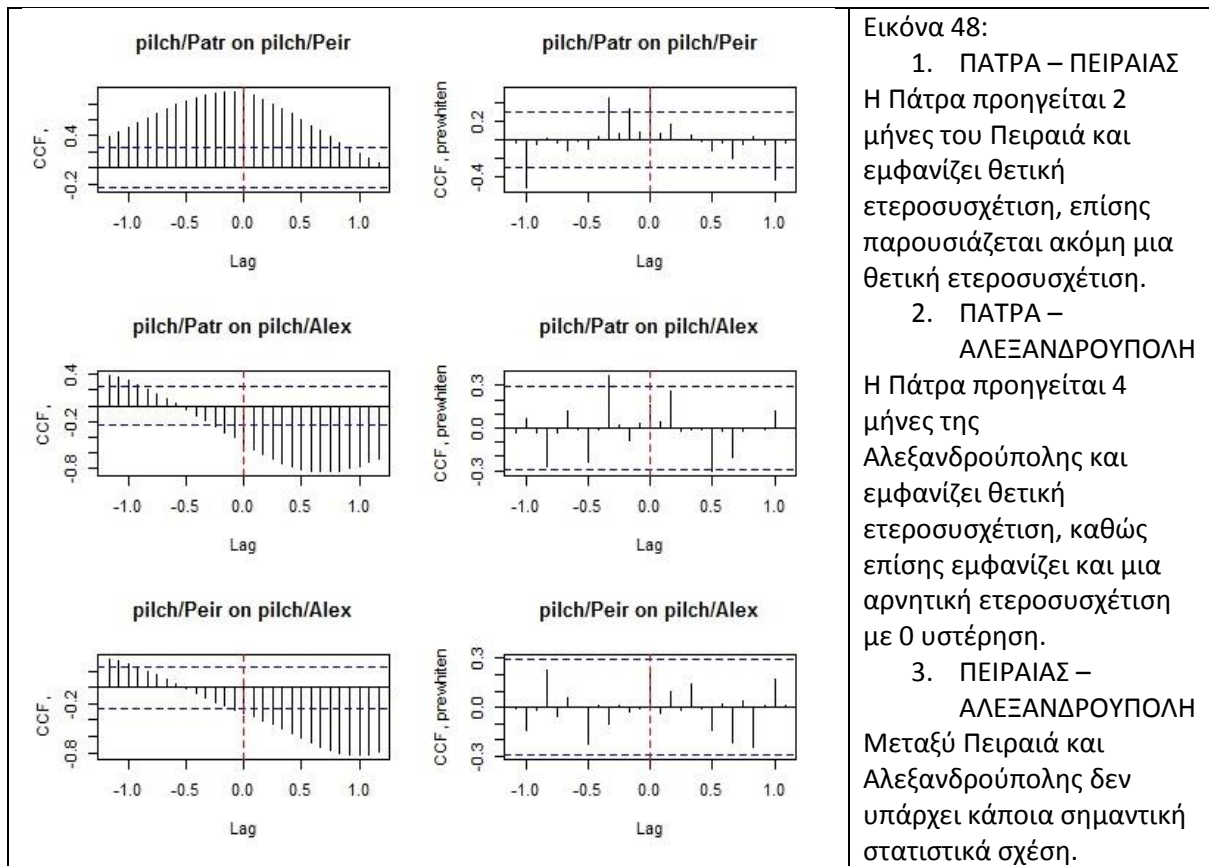 pilch/Patr on pilch/Peir
CCF,
-0.2 0.4
-1.0 -0.5 0.0 0.5 1.0
Lag
pilch/Patr on pilch/Peir
CCF, prewhiten
-0.4 0.2
-1.0 -0.5 0.0 0.5 1.0
Lag
pilch/Patr on pilch/Alex
CCF,
-0.8 -0.2 0.4
-1.0 -0.5 0.0 0.5 1.0
Lag
pilch/Patr on pilch/Alex
CCF, prewhiten
-0.3 0.0 0.3
-1.0 -0.5 0.0 0.5 1.0
Lag
pilch/Peir on pilch/Alex
CCF,
-0.8 -0.2
-1.0 -0.5 0.0 0.5 1.0
Lag
pilch/Peir on pilch/Alex
CCF, prewhiten
-0.3 0.0 0.3
-1.0 -0.5 0.0 0.5 1.0
Lag
Εικόνα 48:
1. ΠΑΤΡΑ – ΠΕΙΡΑΙΑΣ
Η Πάτρα προηγείται 2
μήνες του Πειραιά και
εμφανίζει θετική
ετεροσυσχέτιση, επίσης
παρουσιάζεται ακόμη μια
θετική ετεροσυσχέτιση.
2. ΠΑΤΡΑ –
ΑΛΕΞΑΝΔΡΟΥΠΟΛΗ
Η Πάτρα προηγείται 4
μήνες της
Αλεξανδρούπολης και
εμφανίζει θετική
ετεροσυσχέτιση, καθώς
επίσης εμφανίζει και μια
αρνητική ετεροσυσχέτιση
με 0 υστέρηση.
3. ΠΕΙΡΑΙΑΣ –
ΑΛΕΞΑΝΔΡΟΥΠΟΛΗ
Μεταξύ Πειραιά και
Αλεξανδρούπολης δεν
υπάρχει κάποια σημαντική
στατιστικά σχέση.